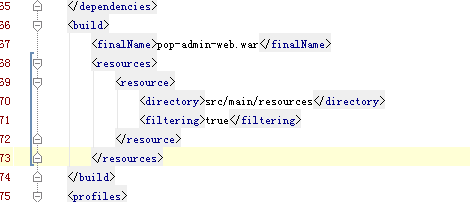 65 </dependencies>
66 <build>
67 <finalName>pop-admin-web.war</finalName>
68 <resources>
69 <resource>
70 <directory>src/main/resources</directory>
71 <filtering>true</filtering>
72 </resource>
73 </resources>
74 </build>
75 <profiles>